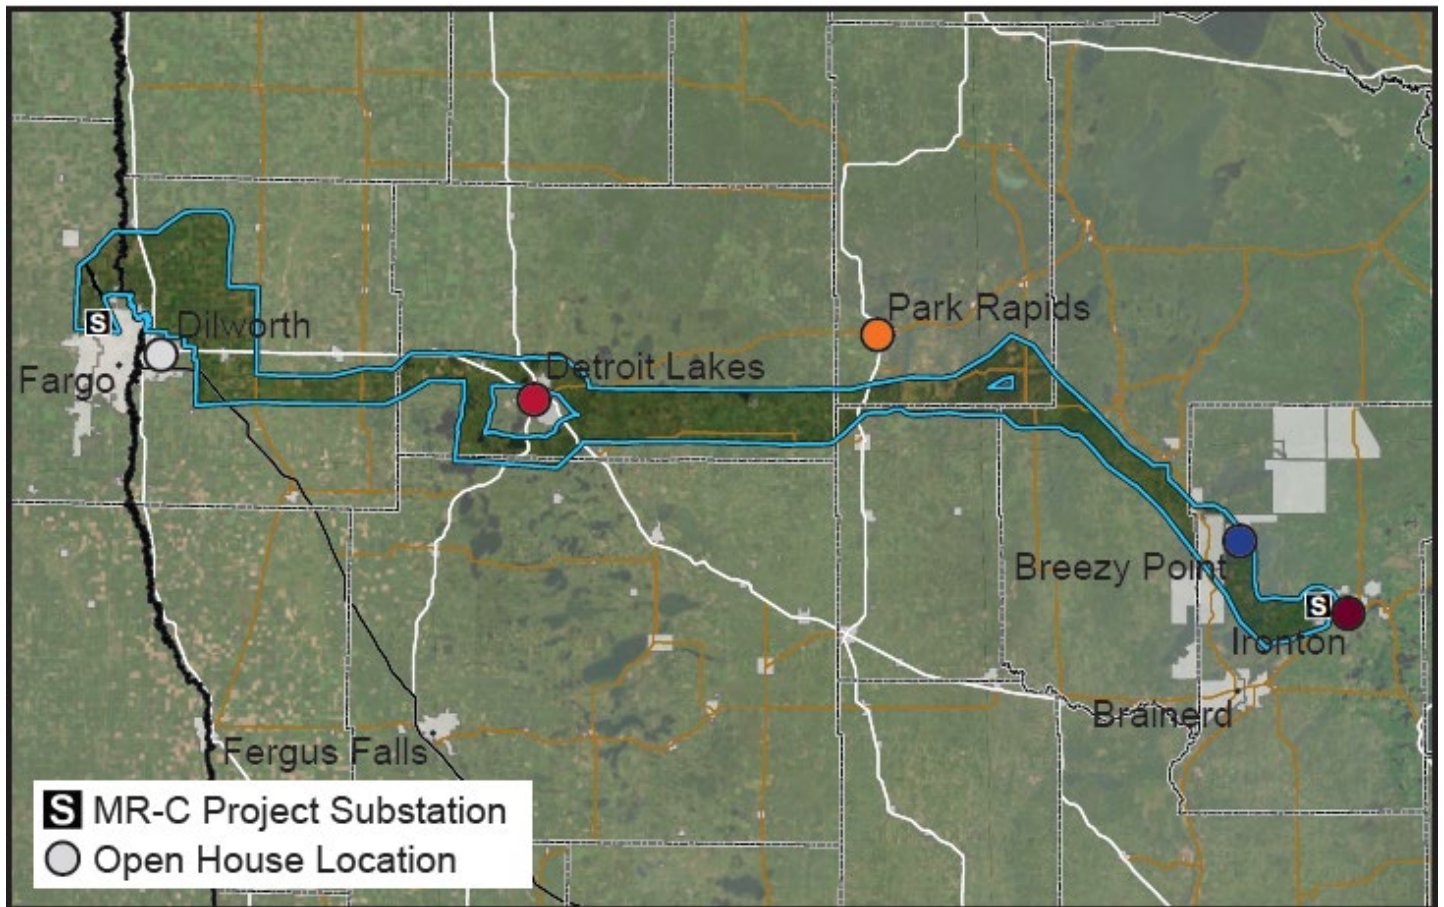 Park Rapids
Dilworth
Detroit Lakes
S
Fargo
Breezy Point
S
Ironton
Brainerd
Fergus Falls
S MR-C Project Substation
Open House Location